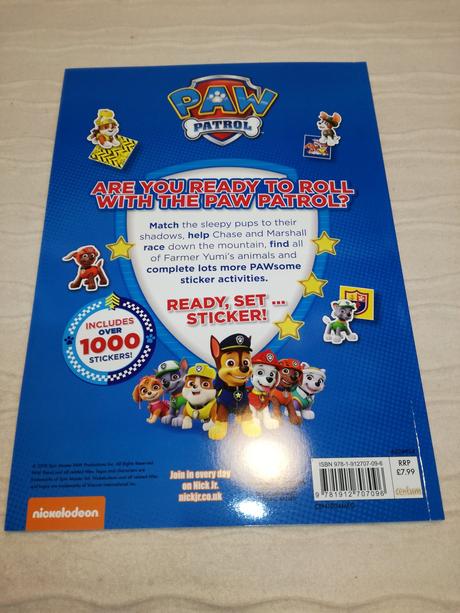 PAW
PATROL
ARE YOU READY TO ROLL
WITH THE PAW PATROL?
Match the sleepy pups to their
shadows, help Chase and Marshall
race down the mountain, find all
of Farmer Yumi's animals and
complete lots more PAWsome
sticker activities.
READY, SET ...
STICKER!
INCLUDES
OVER
1000
STICKERS!
Join in every day
on Nick Jr.
nickjr.co.uk
nickelodeon
ISBN 978-1-912707-09-6
9 781912 707096
RRP
£7.99
centum